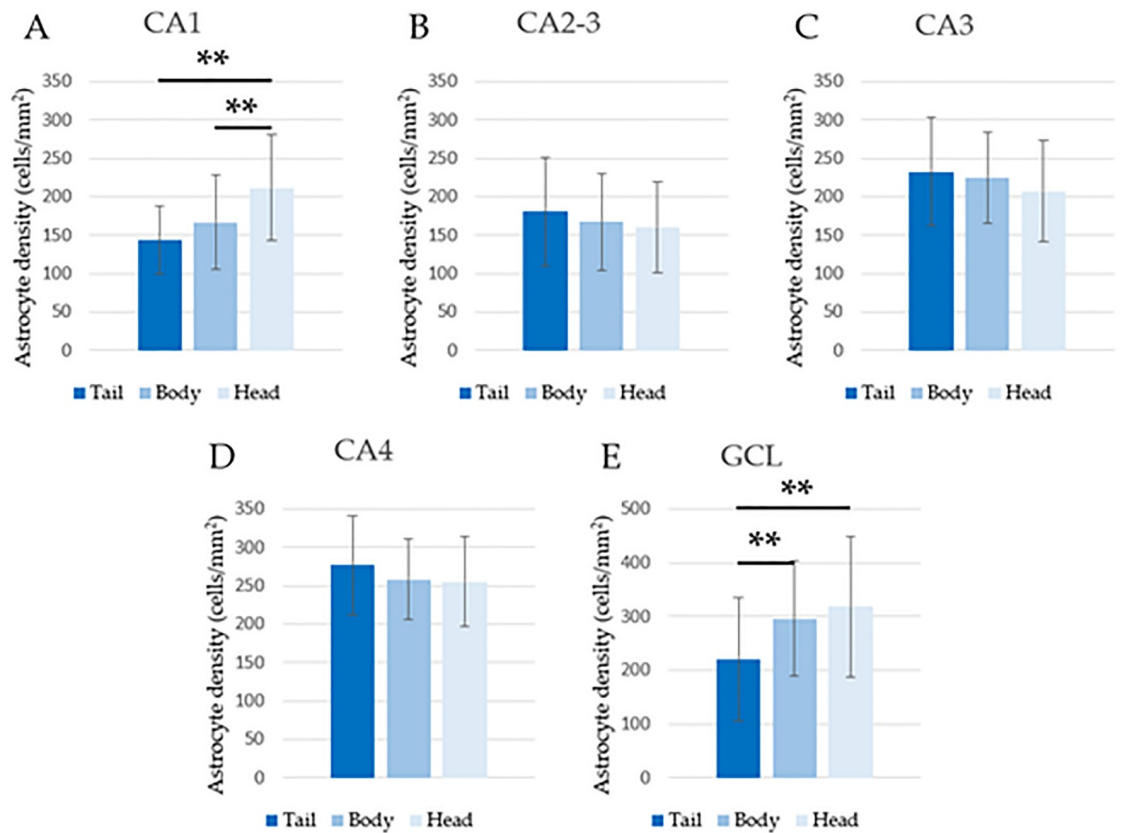 A CA1
**
**
Astrocyte density (cells/mm²)
350
300
250
200
150
100
50
0
Tail Body Head
B CA2-3
Astrocyte density (cells/mm²)
350
300
250
200
150
100
50
0
Tail Body Head
C CA3
Astrocyte density (cells/mm²)
350
300
250
200
150
100
50
0
Tail Body Head
D CA4
Astrocyte density (cells/mm²)
350
300
250
200
150
100
50
0
Tail Body Head
E GCL
**
**
Astrocyte density (cells/mm²)
500
400
300
200
100
0
Tail Body Head